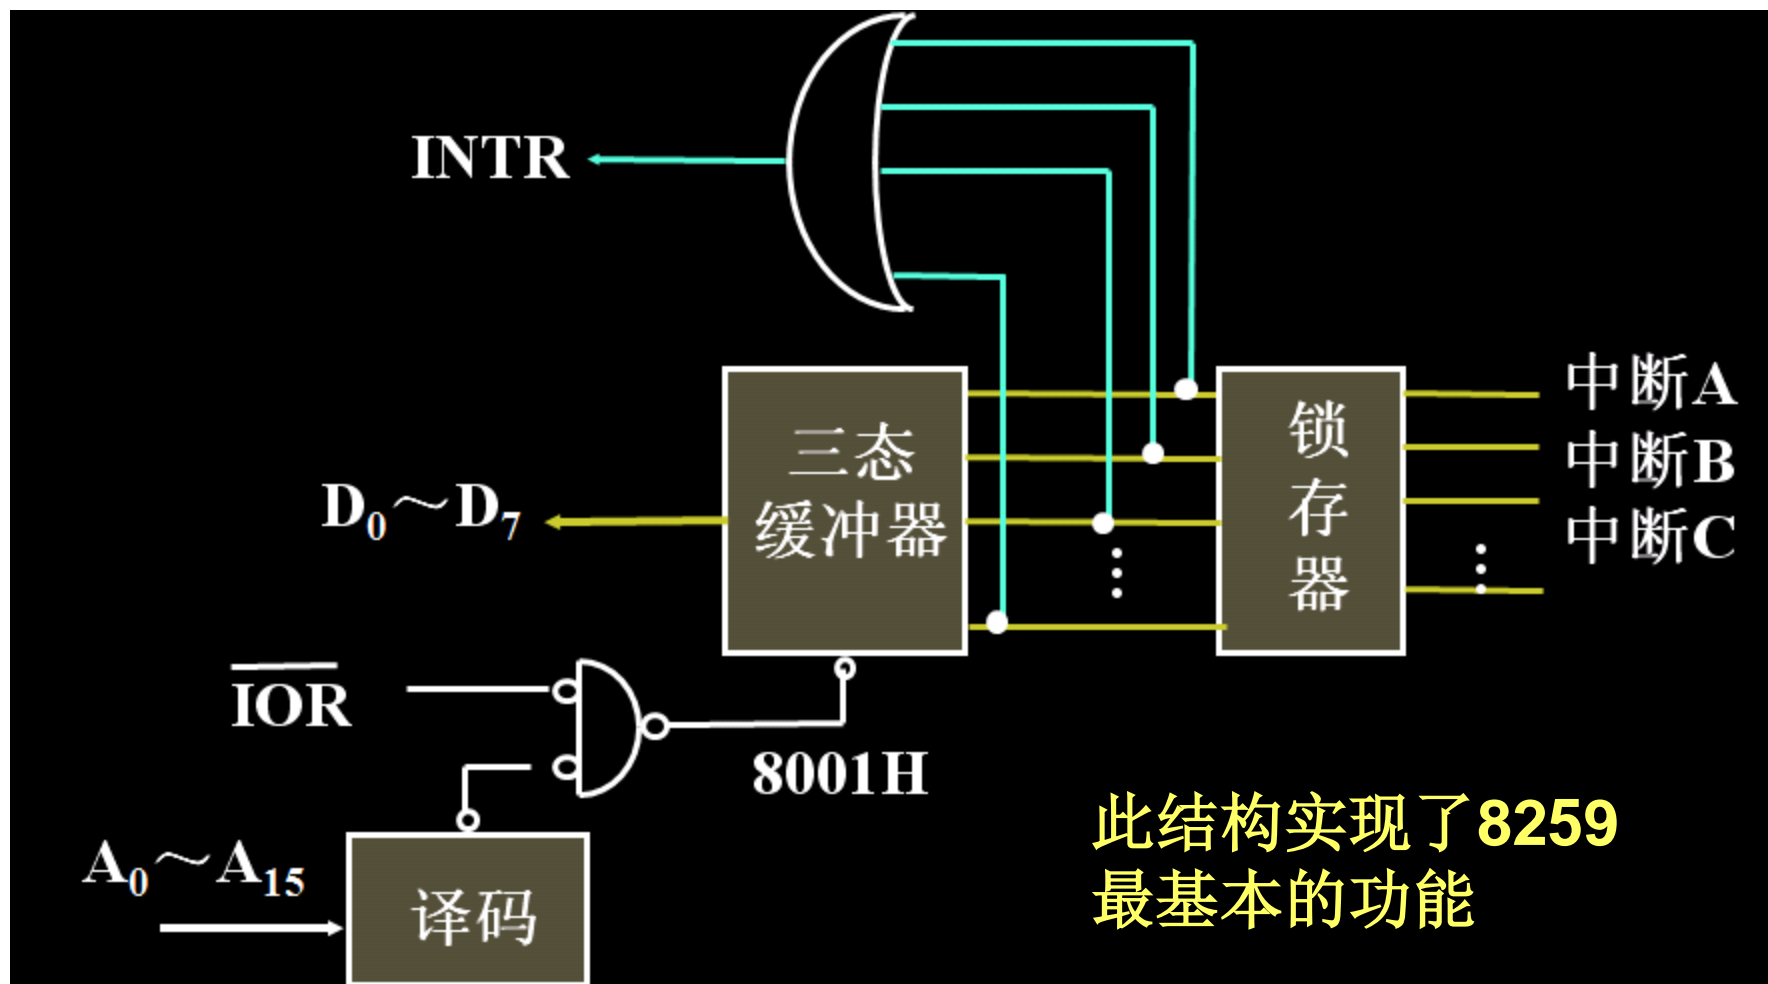 INTR
中断A
三态
缓冲器
锁存器
中断B
D₀～D₇
中断C
IOR
8001H
此结构实现了8259
最基本的功能
A₀～A₁₅
译码